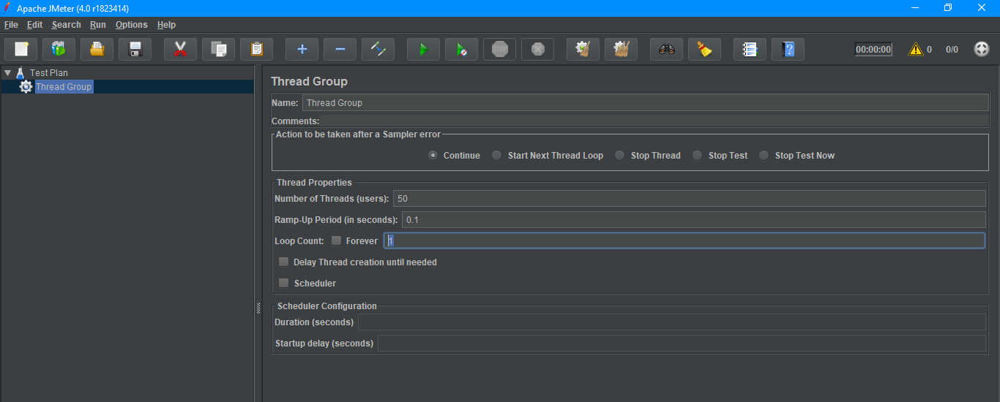 Apache JMeter (4.0 r1823414)
File Edit Search Run Options Help
STOP 00:00:00 0 0/0
Test Plan
Thread Group
Thread Group
Name: Thread Group
Comments:
Action to be taken after a Sampler error
Continue Start Next Thread Loop Stop Thread Stop Test Stop Test Now
Thread Properties
Number of Threads (users): 50
Ramp-Up Period (in seconds): 0.1
Loop Count: Forever 1
Delay Thread creation until needed
Scheduler
Scheduler Configuration
Duration (seconds)
Startup delay (seconds)